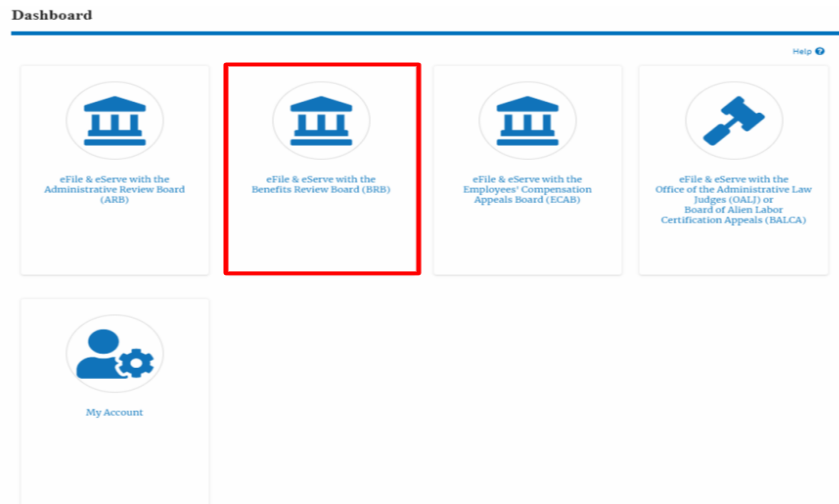 Dashboard
Help
eFile & eServe with the
Administrative Review Board
(ARB)
eFile & eServe with the
Benefits Review Board (BRB)
eFile & eServe with the
Employees' Compensation
Appeals Board (ECAB)
eFile & eServe with the
Office of the Administrative Law
Judges (OALJ) or
Board of Alien Labor
Certification Appeals (BALCA)
My Account